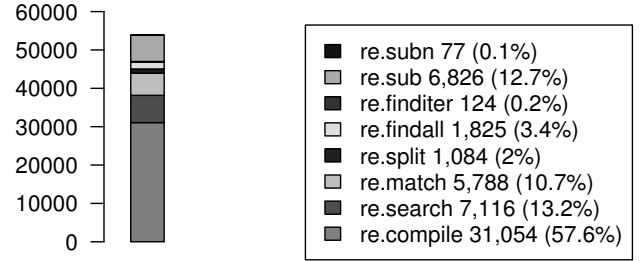 60000
50000
40000
30000
20000
10000
0
re.subn 77 (0.1%)
re.sub 6,826 (12.7%)
re.finditer 124 (0.2%)
re.findall 1,825 (3.4%)
re.split 1,084 (2%)
re.match 5,788 (10.7%)
re.search 7,116 (13.2%)
re.compile 31,054 (57.6%)